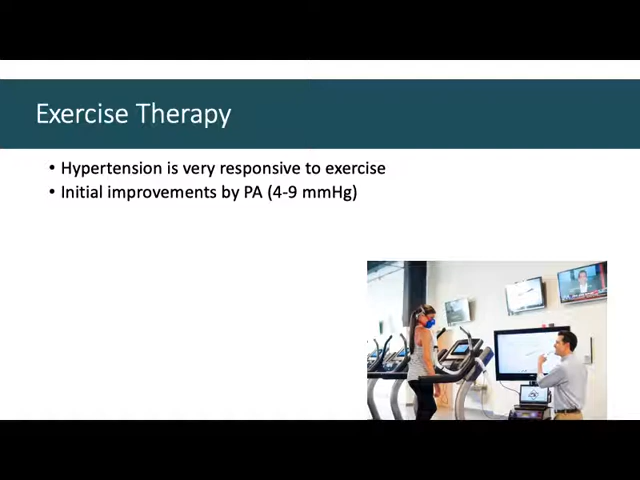 Exercise Therapy
• Hypertension is very responsive to exercise
• Initial improvements by PA (4-9 mmHg)